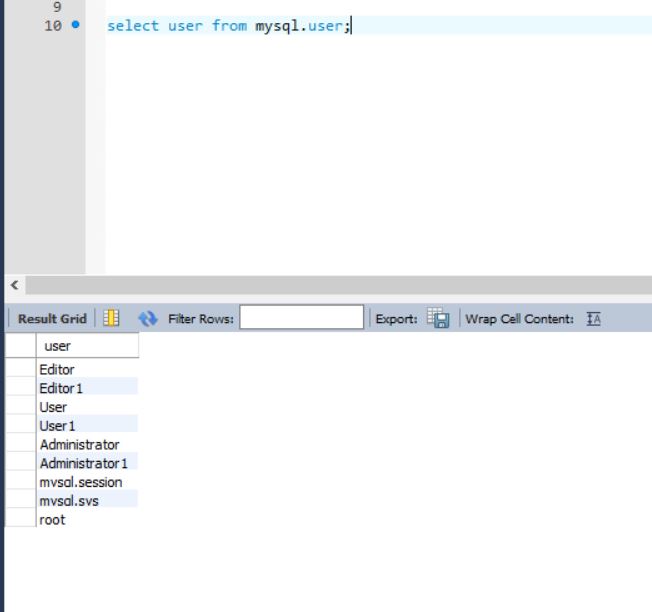 9
10 select user from mysql.user;
<
Result Grid Filter Rows: Export: Wrap Cell Content: IA
user
Editor
Editor1
User
User1
Administrator
Administrator1
mysql.session
mysql.sys
root